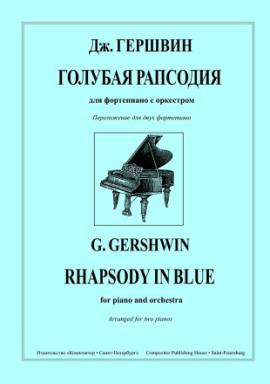 Дж. ГЕРШВИН
ГОЛУБАЯ РАПСОДИЯ
для фортепиано с оркестром
Переложение для двух фортепиано
G. GERSHWIN
RHAPSODY IN BLUE
for piano and orchestra
Arranged for two pianos
Издательство «Композитор • Санкт-Петербург» Compozitor Publishing House • Saint-Petersburg